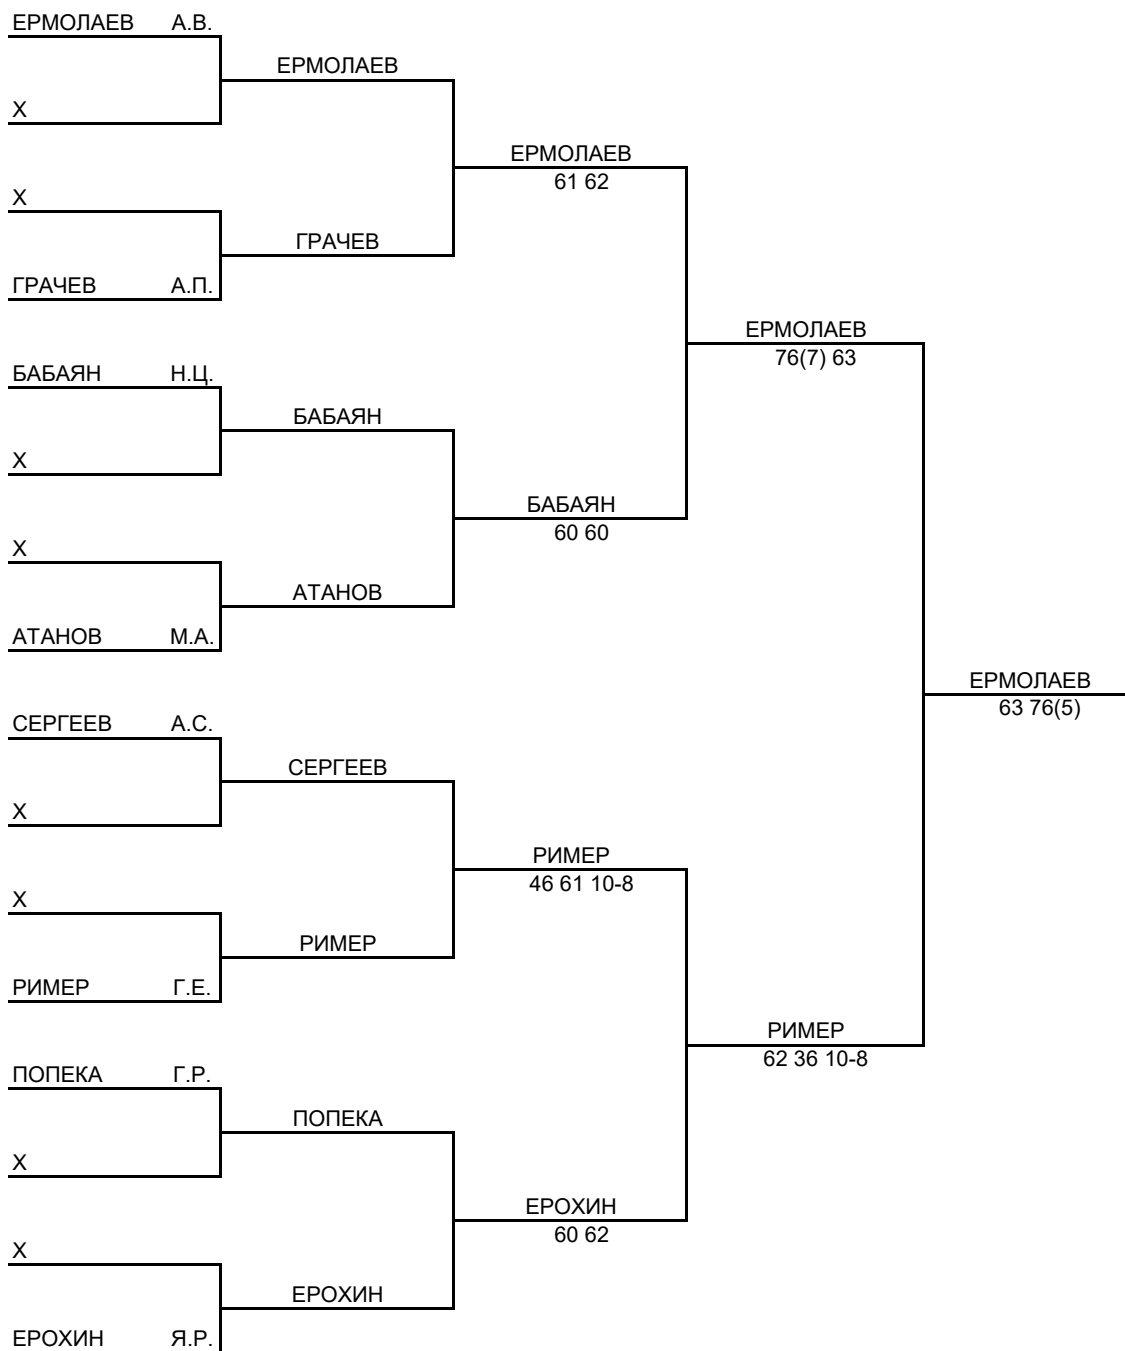 ЕРМОЛАЕВ А.В.
ЕРМОЛАЕВ
Х
ЕРМОЛАЕВ
61 62
Х
ГРАЧЕВ
ГРАЧЕВ А.П.
ЕРМОЛАЕВ
76(7) 63
БАБАЯН Н.Ц.
БАБАЯН
Х
БАБАЯН
60 60
Х
АТАНОВ
АТАНОВ М.А.
ЕРМОЛАЕВ
63 76(5)
СЕРГЕЕВ А.С.
СЕРГЕЕВ
Х
РИМЕР
46 61 10-8
Х
РИМЕР
РИМЕР Г.Е.
РИМЕР
62 36 10-8
ПОПЕКА Г.Р.
ПОПЕКА
Х
ЕРОХИН
60 62
Х
ЕРОХИН
ЕРОХИН Я.Р.